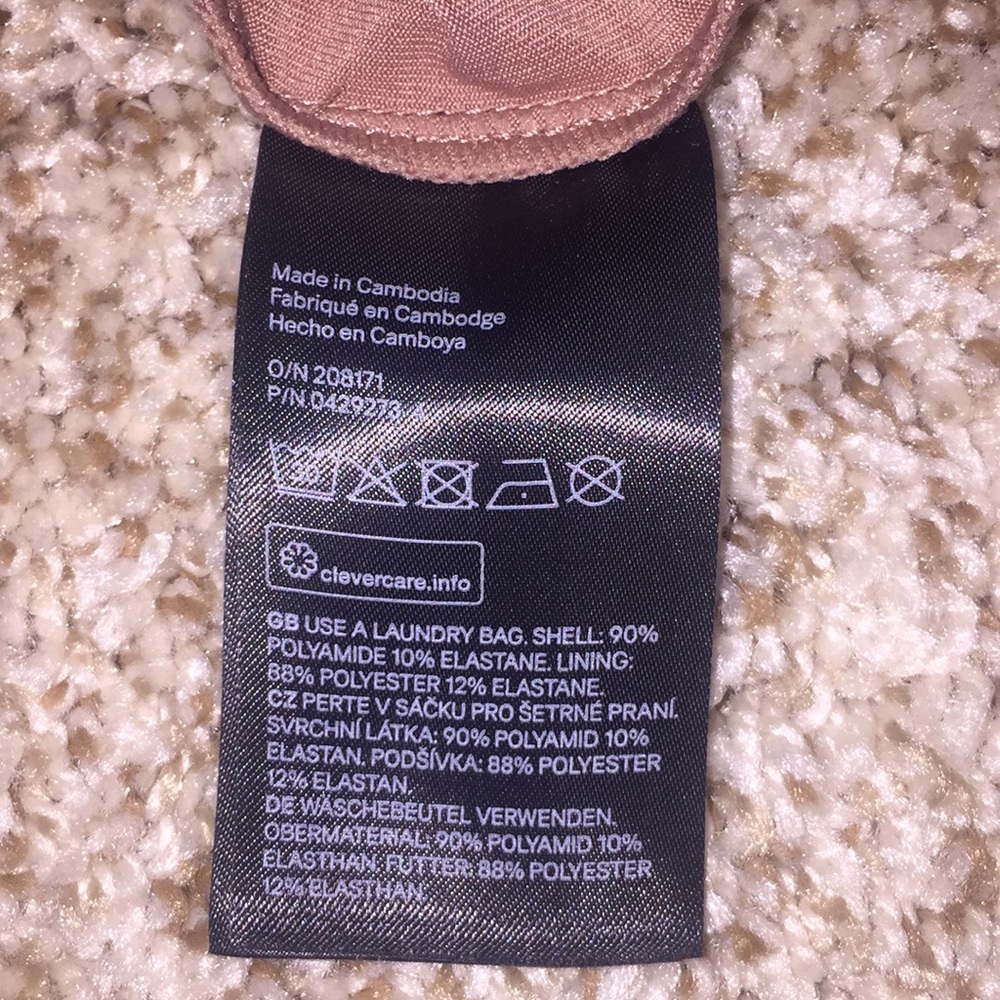 Made in Cambodia
Fabriqué en Cambodge
Hecho en Camboya
O/N 208171
P/N
clevercare.info
GB USE A LAUNDRY BAG. SHELL: 90%
POLYAMIDE 10% ELASTANE. LINING:
88% POLYESTER 12% ELASTANE.
CZ PERTE V SÁČKU PRO ŠETRNÉ PRANÍ.
SVRCHNÍ LÁTKA: 90% POLYAMID 10%
ELASTAN. PODŠÍVKA: 88% POLYESTER
12% ELASTAN.
DE WÄSCHEBEUTEL VERWENDEN.
OBERMATERIAL: 90% POLYAMID 10%
ELASTHAN. FUTTER: 88% POLYESTER
12% ELASTHAN.